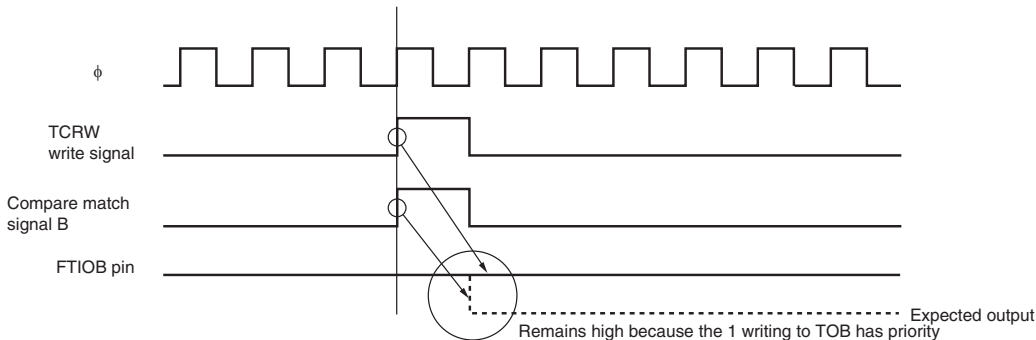 ϕ
TCRW
write signal
Compare match
signal B
FTIOB pin
Expected output
Remains high because the 1 writing to TOB has priority